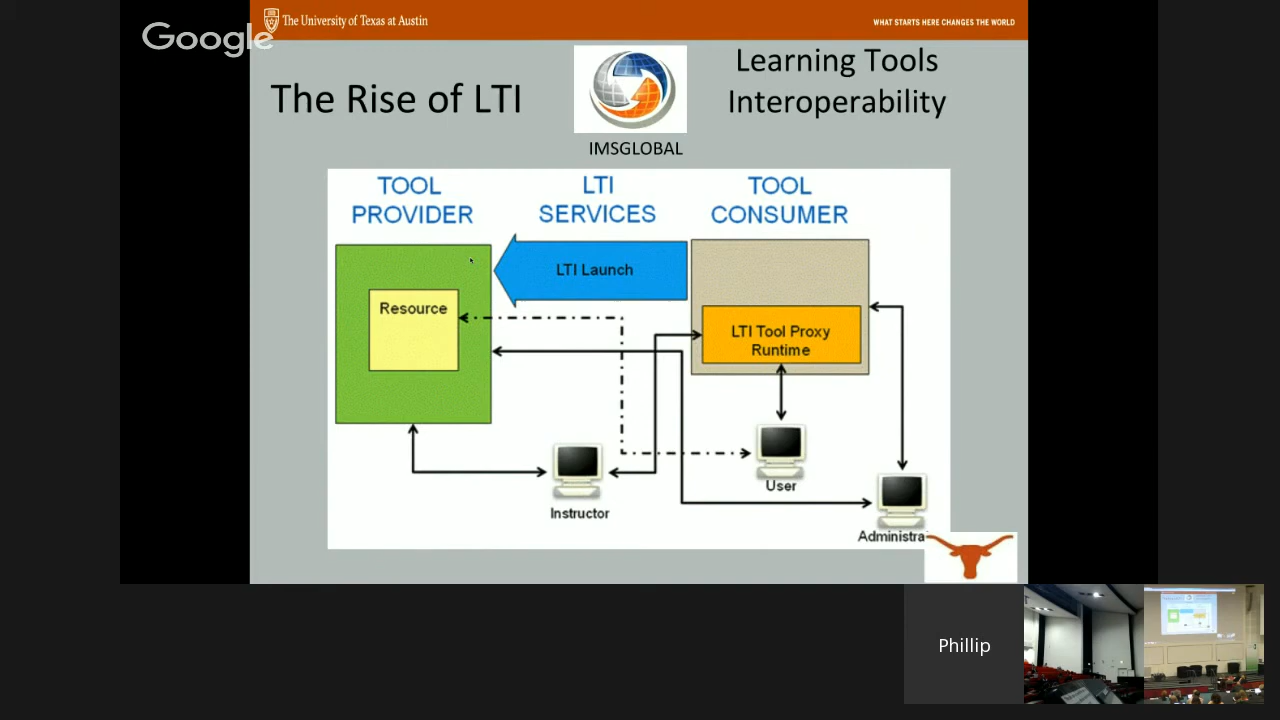 The University of Texas at Austin
WHAT STARTS HERE CHANGES THE WORLD
Google
The Rise of LTI
Learning Tools
Interoperability
IMSGLOBAL
TOOL
PROVIDER
LTI
SERVICES
TOOL
CONSUMER
LTI Launch
Resource
LTI Tool Proxy
Runtime
User
Instructor
Administra
Phillip